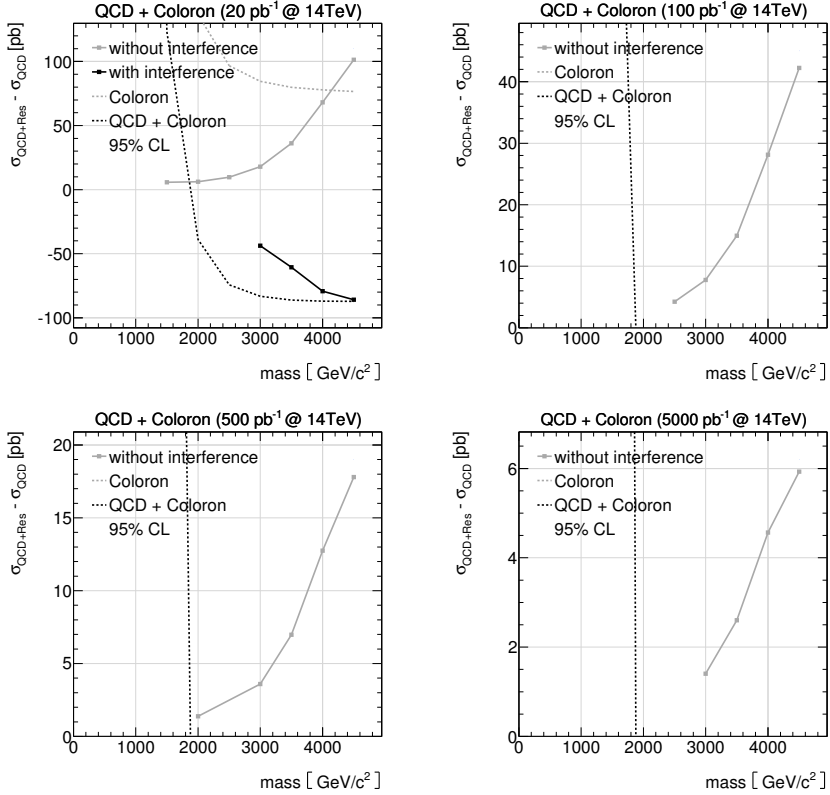 QCD + Coloron (20 pb-1 @ 14TeV)
σQCD+Res - σQCD [pb]
without interference
with interference
Coloron
QCD + Coloron
95% CL
100
50
0
-50
-100
0 1000 2000 3000 4000
mass [ GeV/c2 ]
QCD + Coloron (100 pb-1 @ 14TeV)
σQCD+Res - σQCD [pb]
without interference
Coloron
QCD + Coloron
95% CL
40
30
20
10
0
0 1000 2000 3000 4000
mass [ GeV/c2 ]
QCD + Coloron (500 pb-1 @ 14TeV)
σQCD+Res - σQCD [pb]
without interference
Coloron
QCD + Coloron
95% CL
20
15
10
5
0
0 1000 2000 3000 4000
mass [ GeV/c2 ]
QCD + Coloron (5000 pb-1 @ 14TeV)
σQCD+Res - σQCD [pb]
without interference
Coloron
QCD + Coloron
95% CL
6
4
2
0
0 1000 2000 3000 4000
mass [ GeV/c2 ]